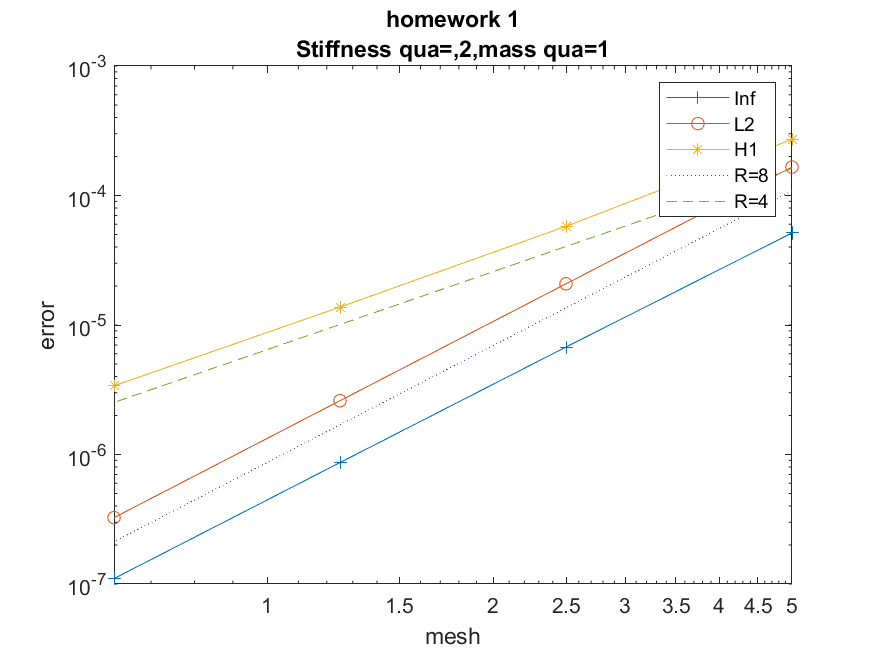 homework 1
Stiffness qua=,2,mass qua=1
10-3
10-4
10-5
10-6
10-7
error
Inf
L2
H1
R=8
R=4
1 1.5 2 2.5 3 3.5 4 4.5 5
mesh